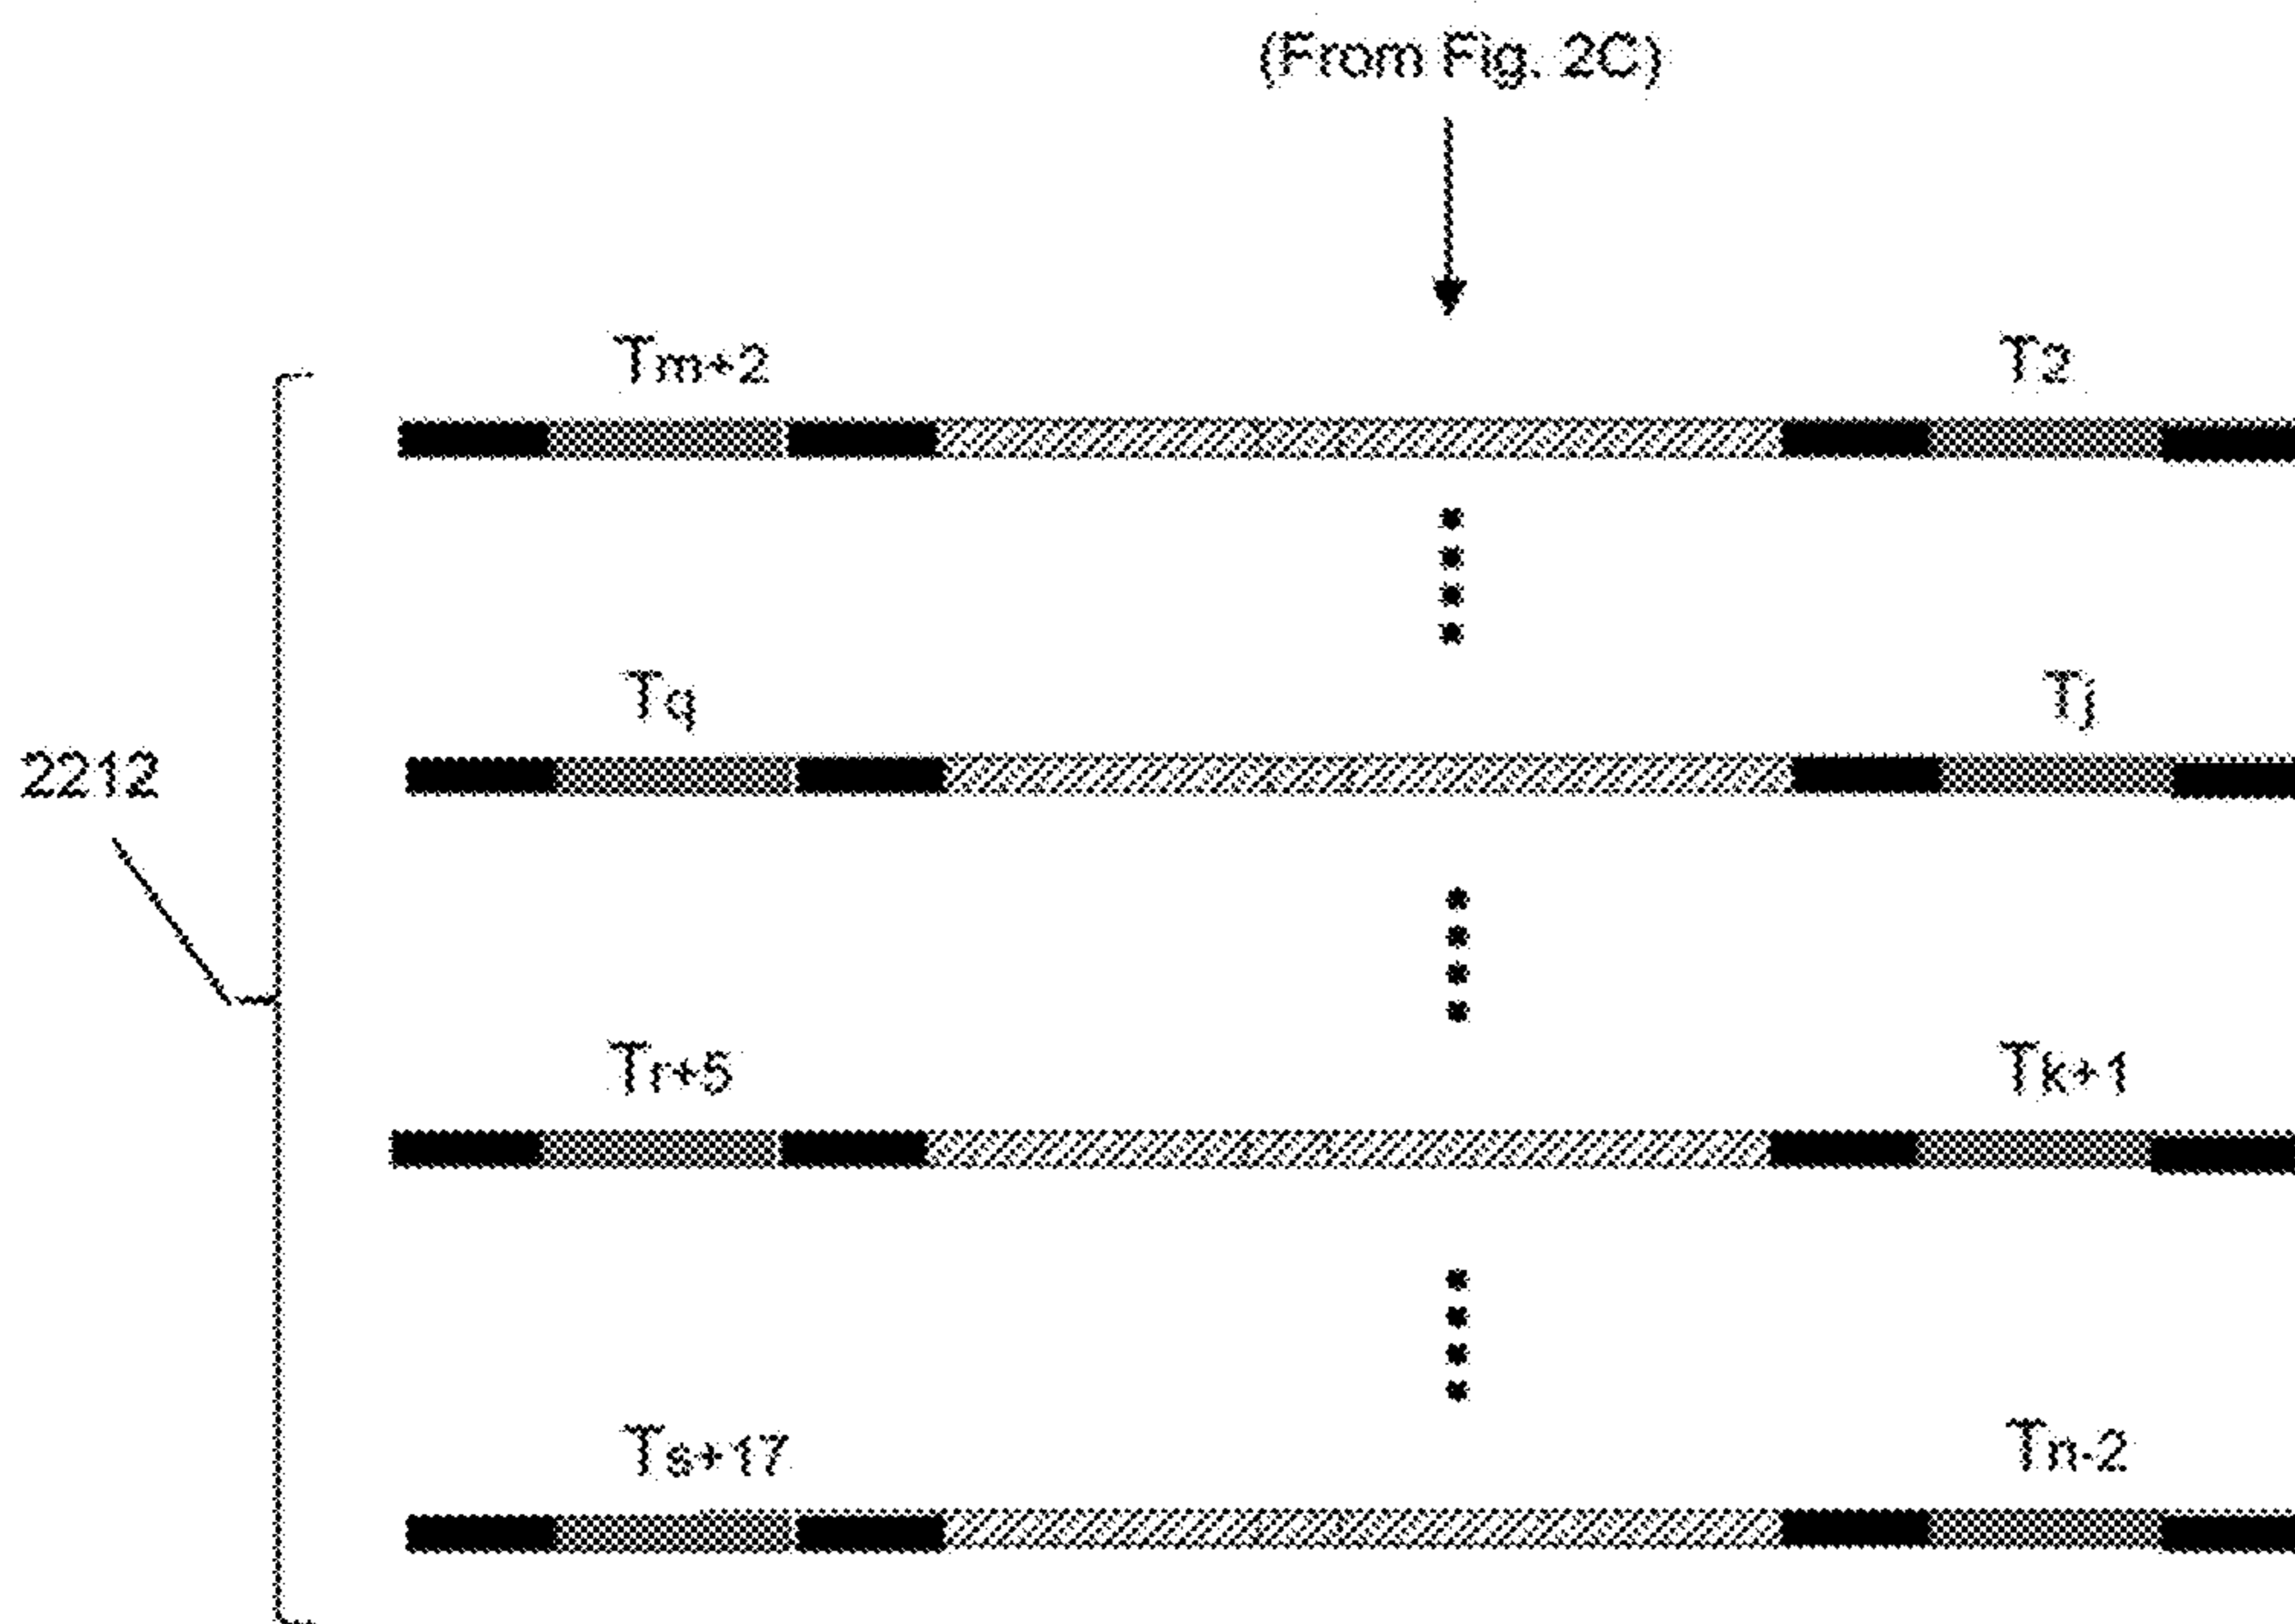 (From Fig. 2C)
Tm+2 T2
Tq Tj
2212
Tr+5 Tk+1
Ts+17 Tn-2